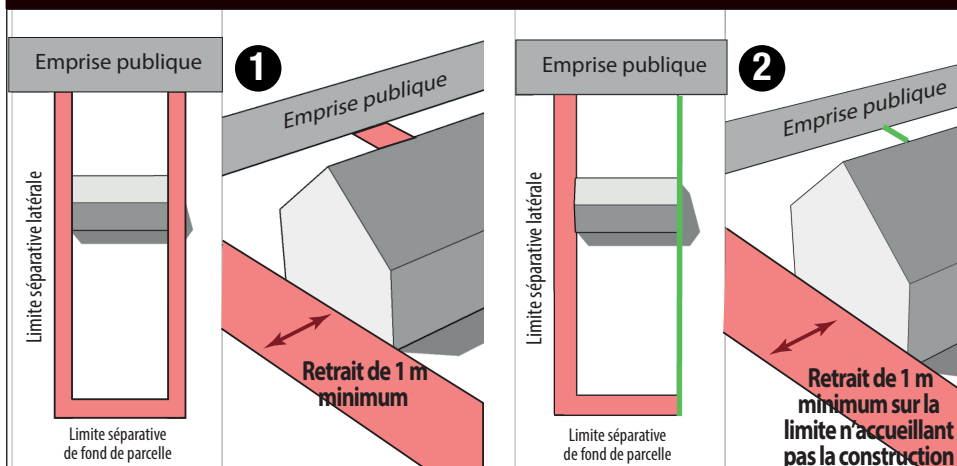 Emprise publique
1
Emprise publique
Limite séparative latérale
Retrait de 1 m
minimum
Limite séparative
de fond de parcelle
Emprise publique
2
Emprise publique
Limite séparative latérale
Retrait de 1 m
minimum sur la
limite n'accueillant
pas la construction
Limite séparative
de fond de parcelle